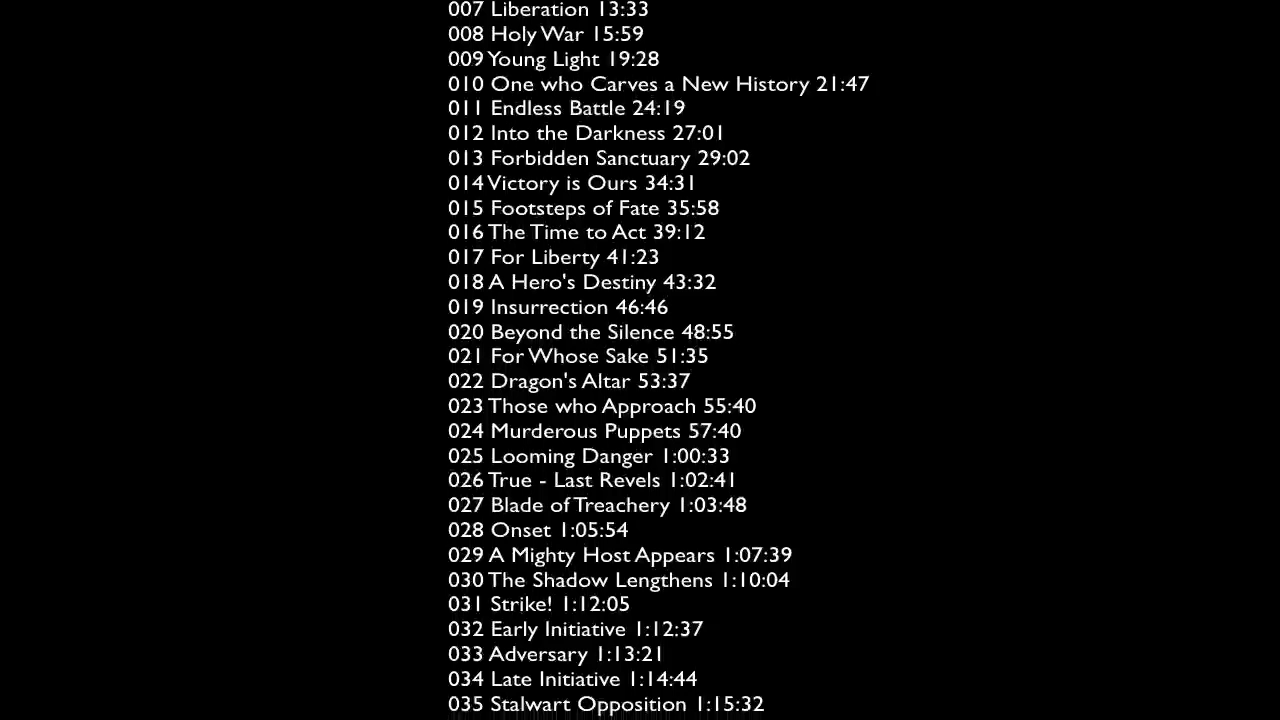 007 Liberation 13:33
008 Holy War 15:59
009 Young Light 19:28
010 One who Carves a New History 21:47
011 Endless Battle 24:19
012 Into the Darkness 27:01
013 Forbidden Sanctuary 29:02
014 Victory is Ours 34:31
015 Footsteps of Fate 35:58
016 The Time to Act 39:12
017 For Liberty 41:23
018 A Hero's Destiny 43:32
019 Insurrection 46:46
020 Beyond the Silence 48:55
021 For Whose Sake 51:35
022 Dragon's Altar 53:37
023 Those who Approach 55:40
024 Murderous Puppets 57:40
025 Looming Danger 1:00:33
026 True - Last Revels 1:02:41
027 Blade of Treachery 1:03:48
028 Onset 1:05:54
029 A Mighty Host Appears 1:07:39
030 The Shadow Lengthens 1:10:04
031 Strike! 1:12:05
032 Early Initiative 1:12:37
033 Adversary 1:13:21
034 Late Initiative 1:14:44
035 Stalwart Opposition 1:15:32